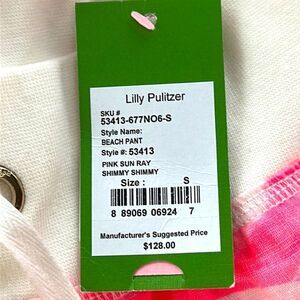 Lilly Pulitzer
SKU #
53413-677NO6-S
Style Name:
BEACH PANT
Style #: 53413
PINK SUN RAY
SHIMMY SHIMMY
Size : S
8 89069 06924 7
Manufacturer's Suggested Price
$128.00